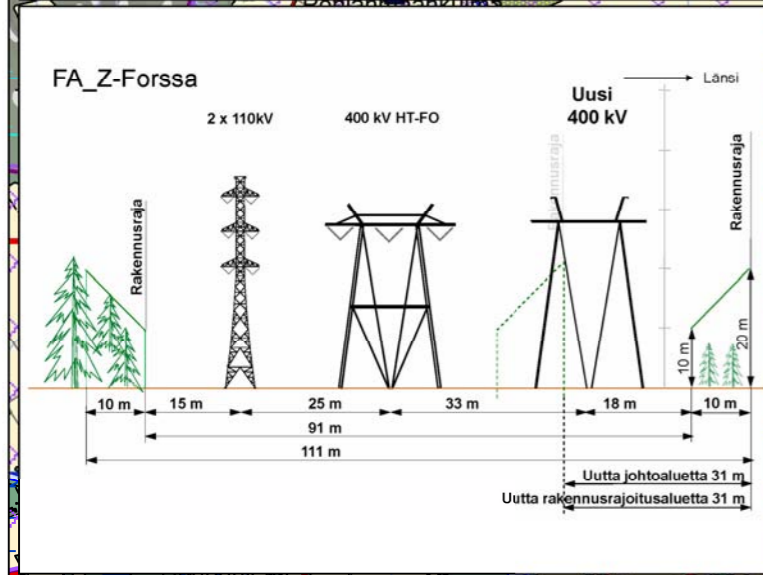 FA_Z-Forssa
Länsi
2 x 110kV
400 kV HT-FO
Uusi
400 kV
Rakennusraja
Rakennusraja
Rakennusraja
10 m
20 m
10 m
15 m
25 m
33 m
18 m
10 m
91 m
111 m
Uutta johtoaluetta 31 m
Uutta rakennusrajoitusaluetta 31 m